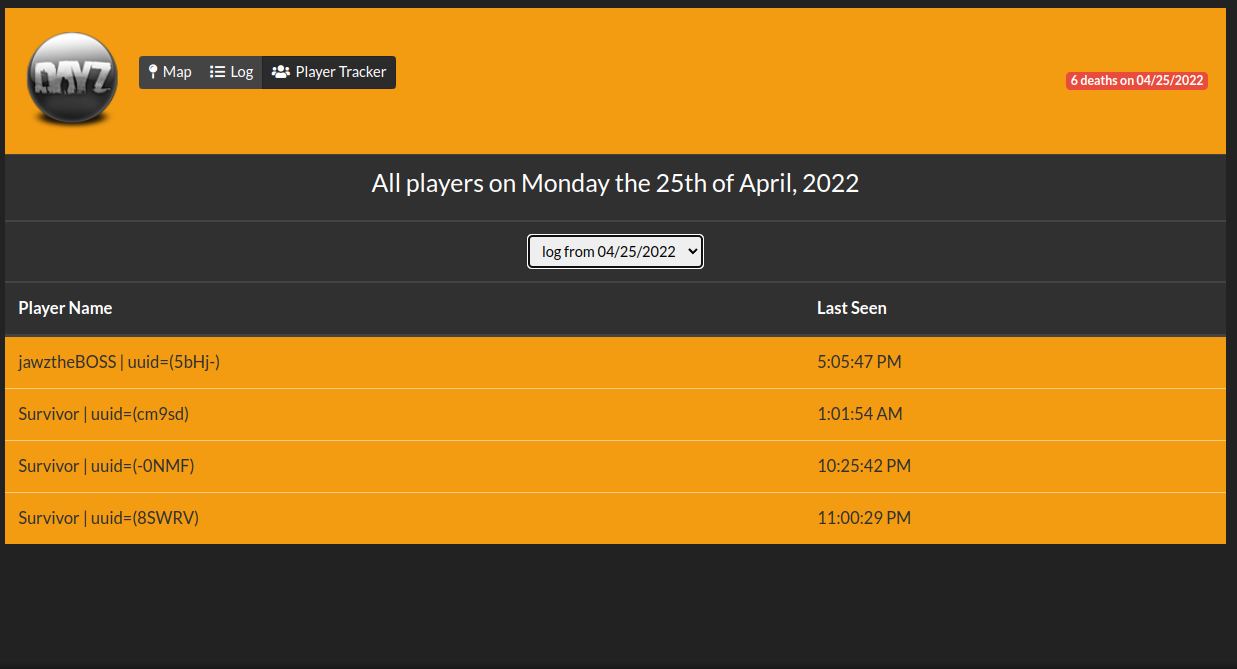 DAYZ
Map Log Player Tracker
6 deaths on 04/25/2022
All players on Monday the 25th of April, 2022
log from 04/25/2022
Player Name Last Seen
jawztheBOSS | uuid=(5bHj-) 5:05:47 PM
Survivor | uuid=(cm9sd) 1:01:54 AM
Survivor | uuid=(-0NMF) 10:25:42 PM
Survivor | uuid=(8SWRV) 11:00:29 PM